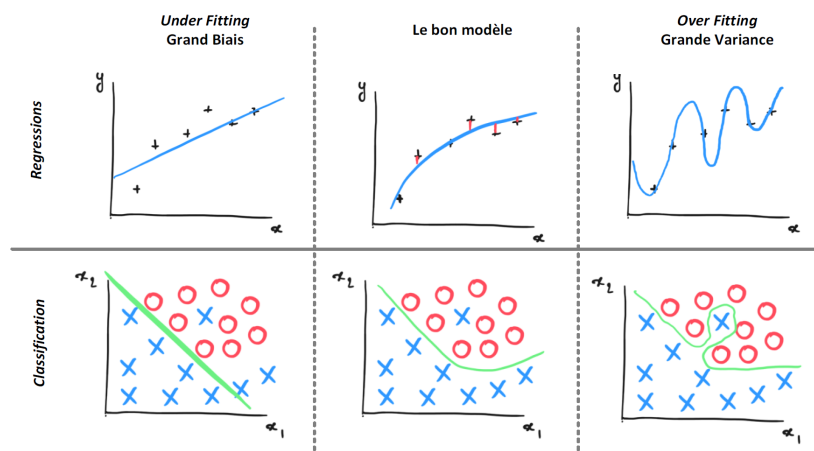 Under Fitting
Grand Biais
Le bon modèle
Over Fitting
Grande Variance
Regressions
y
x
y
x
y
x
Classification
x2
x1
x2
x1
x2
x1